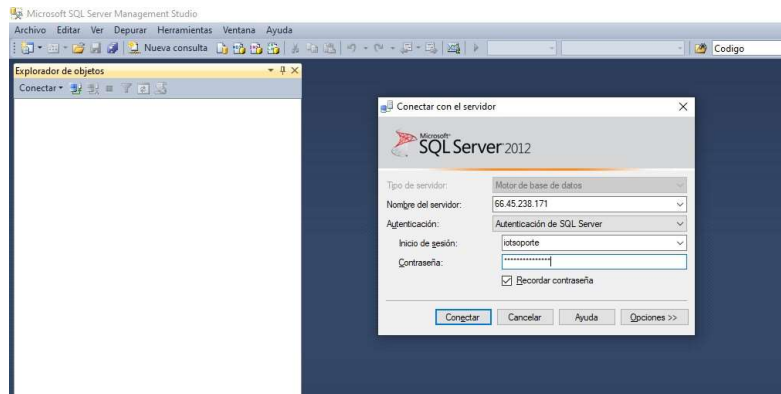 Microsoft SQL Server Management Studio
Archivo Editar Ver Depurar Herramientas Ventana Ayuda
Nueva consulta Codigo
Explorador de objetos
Conectar
Conectar con el servidor
Microsoft
SQL Server 2012
Tipo de servidor: Motor de base de datos
Nombre del servidor: 66.45.238.171
Autenticación: Autenticación de SQL Server
Inicio de sesión: iotsoporte
Contraseña: ***************
Recordar contraseña
Conectar Cancelar Ayuda Opciones >>